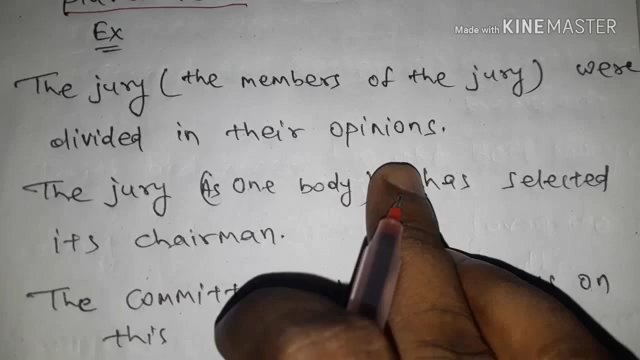 Made with KINEMASTER
Ex
The jury ( the members of the jury ) were
divided in their opinions.
The jury (As one body) has selected
its chairman.
The on
this